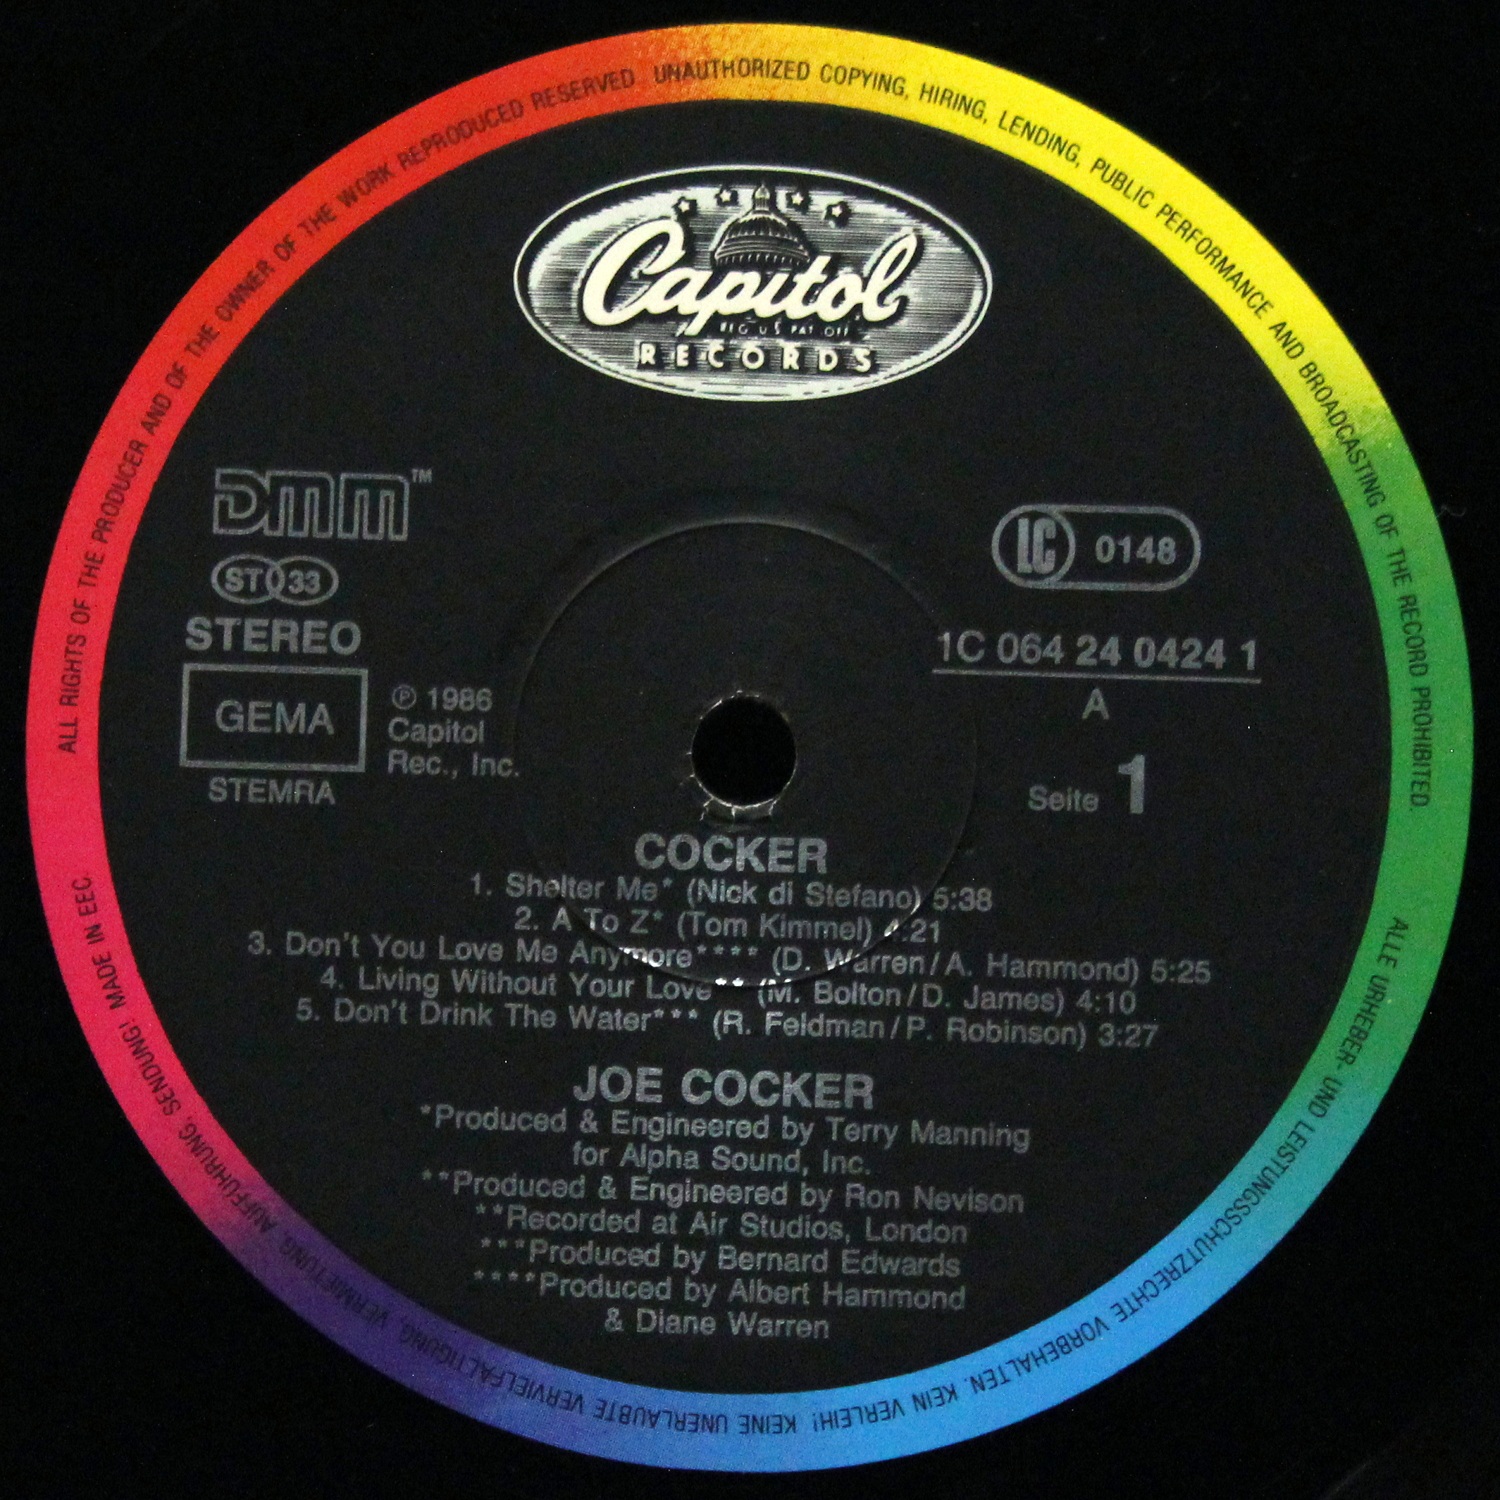 ALL RIGHTS OF THE PRODUCER AND OF THE OWNER OF THE WORK REPRODUCED RESERVED UNAUTHORIZED COPYING, HIRING, LENDING, PUBLIC PERFORMANCE AND BROADCASTING OF THE RECORD PROHIBITED.
Capitol
REG US PAT OFF
RECORDS
DMM™
ST 33
STEREO
GEMA
STEMRA
℗ 1986
Capitol
Rec., Inc.
LC 0148
1C 064 24 0424 1
A
Seite 1
COCKER
1. Shelter Me* (Nick di Stefano) 5:38
2. A To Z* (Tom Kimmel) 4:21
3. Don't You Love Me Anymore**** (D. Warren/A. Hammond) 5:25
4. Living Without Your Love** (M. Bolton/D. James) 4:10
5. Don't Drink The Water*** (R. Feldman/P. Robinson) 3:27
JOE COCKER
*Produced & Engineered by Terry Manning
for Alpha Sound, Inc.
**Produced & Engineered by Ron Nevison
**Recorded at Air Studios, London
***Produced by Bernard Edwards
****Produced by Albert Hammond
& Diane Warren
ALLE URHEBER- UND LEISTUNGSSCHUTZRECHTE VORBEHALTEN. KEIN VERLEIH! KEINE UNERLAUBTE VERVIELFÄLTIGUNG, VERMIETUNG, AUFFÜHRUNG, SENDUNG! MADE IN EEC.